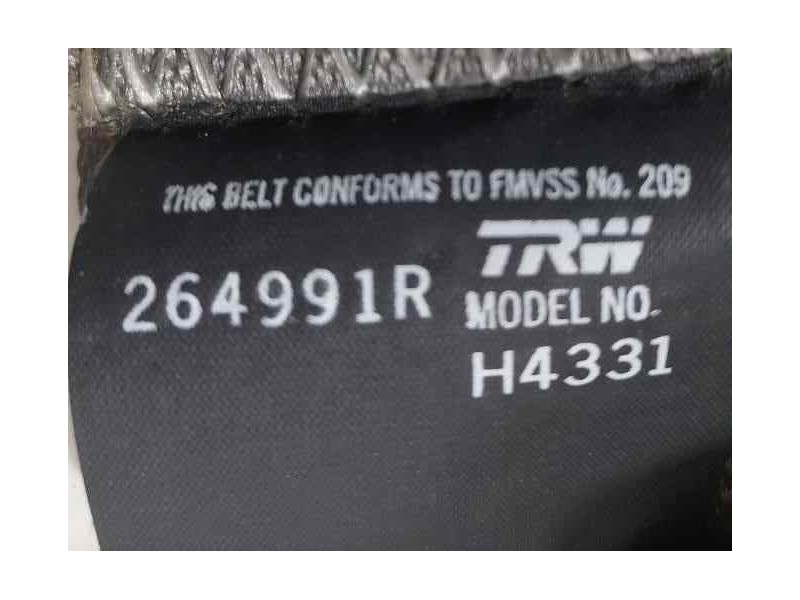 THIS BELT CONFORMS TO FMVSS No. 209
TRW
264991R
MODEL NO.
H4331